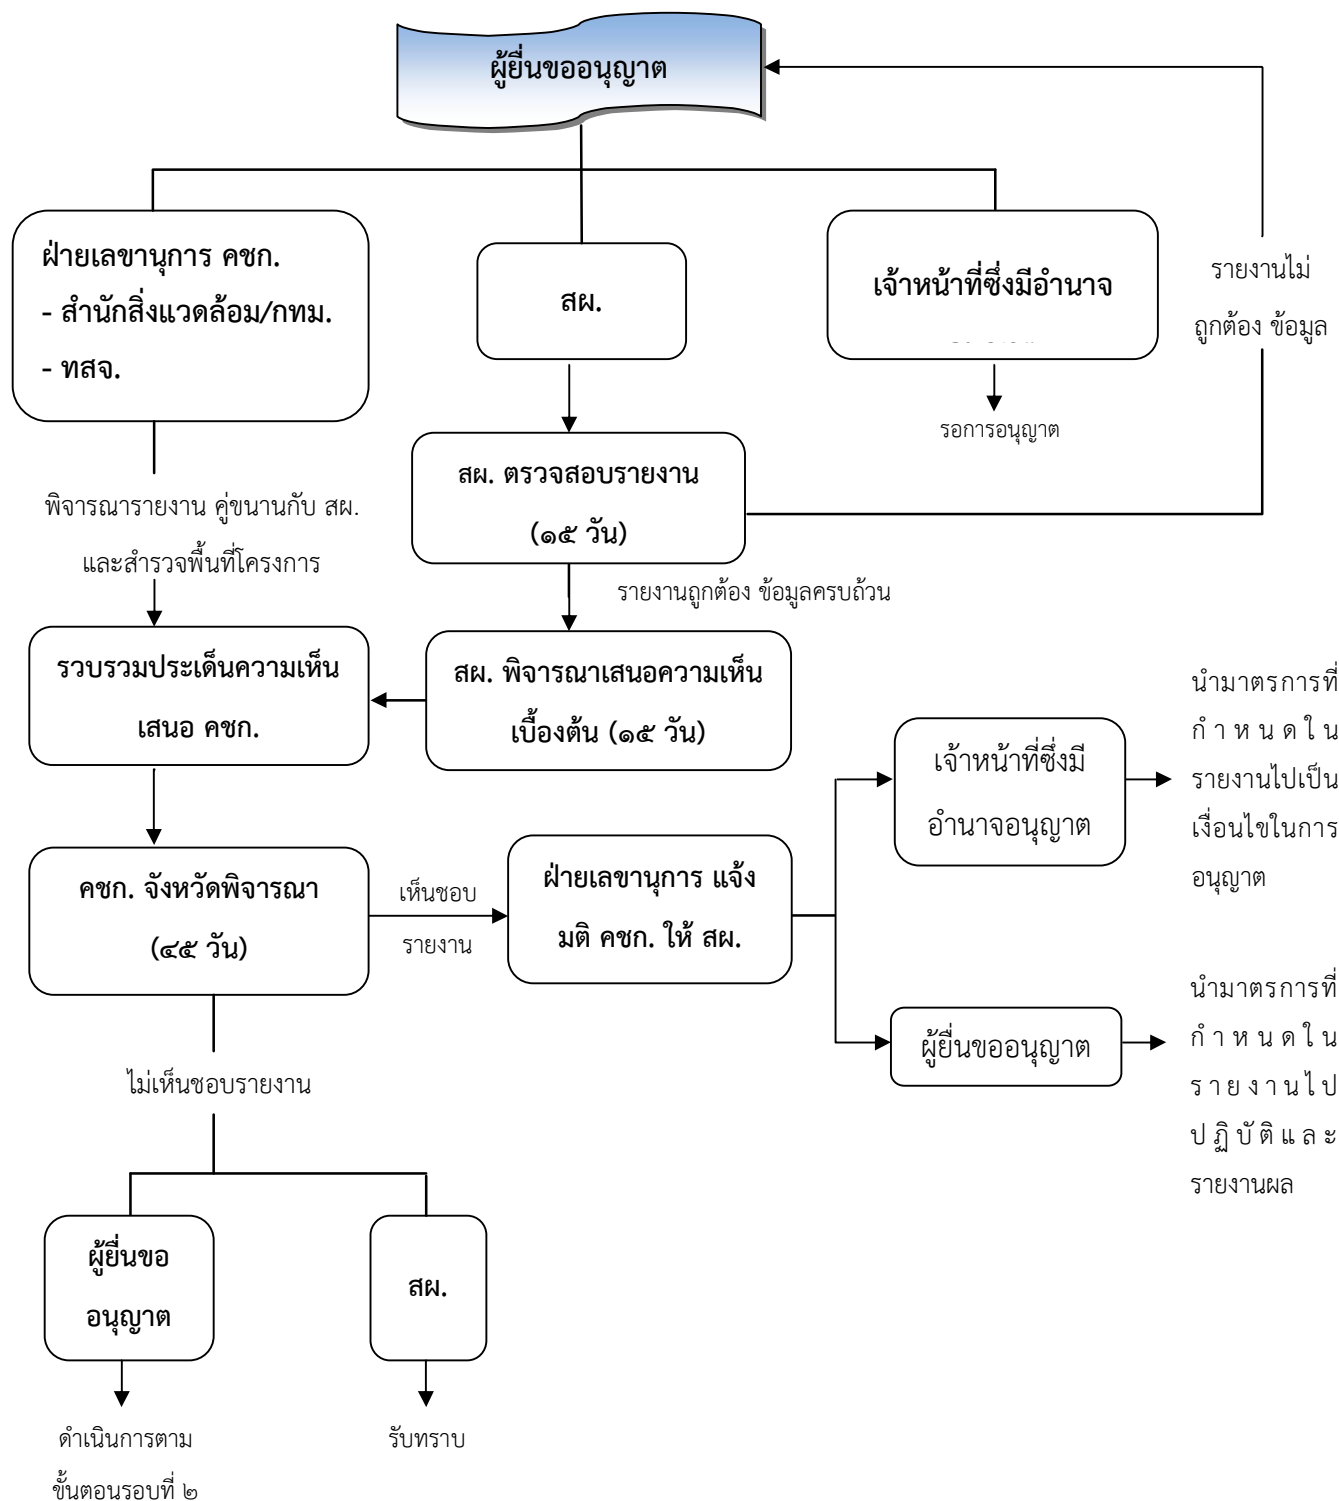 ผู้ยื่นขออนุญาต
ฝ่ายเลขานุการ คชก.
- สำนักสิ่งแวดล้อม/กทม.
- ทสจ.
สผ.
เจ้าหน้าที่ซึ่งมีอำนาจ
รายงานไม่
ถูกต้อง ข้อมูล
รอการอนุญาต
สผ. ตรวจสอบรายงาน
(๑๕ วัน)
พิจารณารายงาน คู่ขนานกับ สผ.
และสำรวจพื้นที่โครงการ
รายงานถูกต้อง ข้อมูลครบถ้วน
รวบรวมประเด็นความเห็น
เสนอ คชก.
สผ. พิจารณาเสนอความเห็น
เบื้องต้น (๑๕ วัน)
เจ้าหน้าที่ซึ่งมี
อำนาจอนุญาต
นำมาตรการที่
กำหนดใน
รายงานไปเป็น
เงื่อนไขในการ
อนุญาต
คชก. จังหวัดพิจารณา
(๔๕ วัน)
เห็นชอบ
รายงาน
ฝ่ายเลขานุการ แจ้ง
มติ คชก. ให้ สผ.
ผู้ยื่นขออนุญาต
นำมาตรการที่
กำหนดใน
รายงานไป
ปฏิบัติและ
รายงานผล
ไม่เห็นชอบรายงาน
ผู้ยื่นขอ
อนุญาต
สผ.
ดำเนินการตาม
ขั้นตอนรอบที่ ๒
รับทราบ